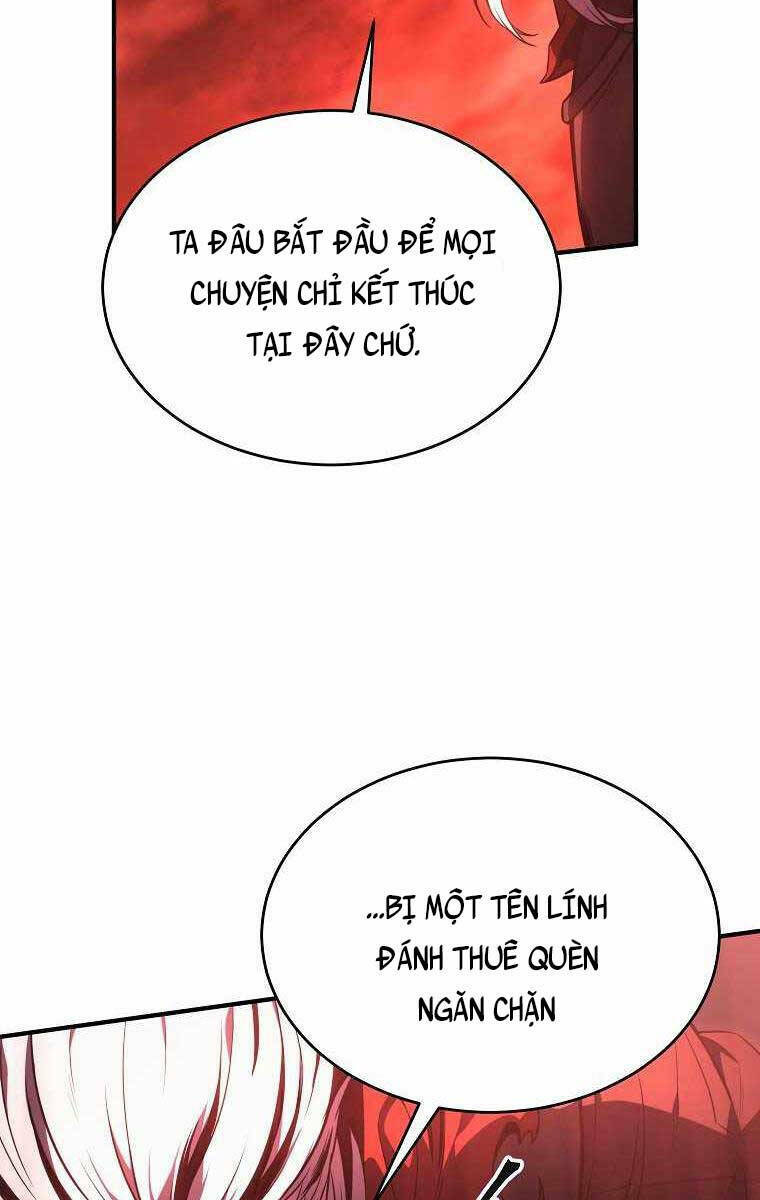 TA ĐÂU BẮT ĐẦU ĐỂ MỌI
CHUYỆN CHỈ KẾT THÚC
TẠI ĐÂY CHỨ.
...BỊ MỘT TÊN LÍNH
ĐÁNH THUÊ QUÈN
NGĂN CHẶN